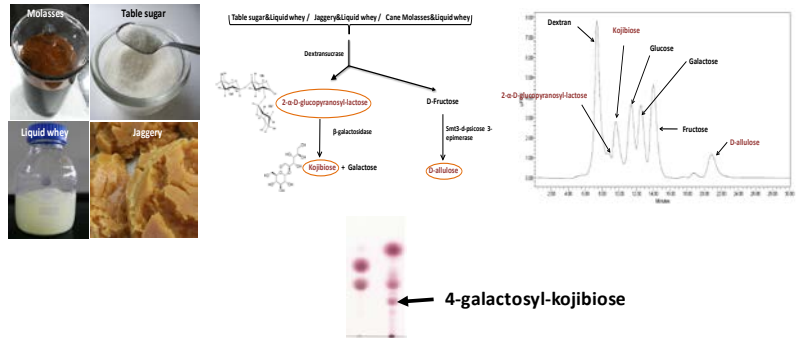 Molasses
Table sugar
Liquid whey
Jaggery
Table sugar&Liquid whey / Jaggery&Liquid whey / Cane Molasses&Liquid whey
Dextransucrase
2-α-D-glucopyranosyl-lactose
D-Fructose
β-galactosidase
Smt3-d-psicose 3-
epimerase
Kojibiose + Galactose
D-allulose
Dextran
Kojibiose
Glucose
Galactose
2-α-D-glucopyranosyl-lactose
Fructose
D-allulose
Minutes
4-galactosyl-kojibiose